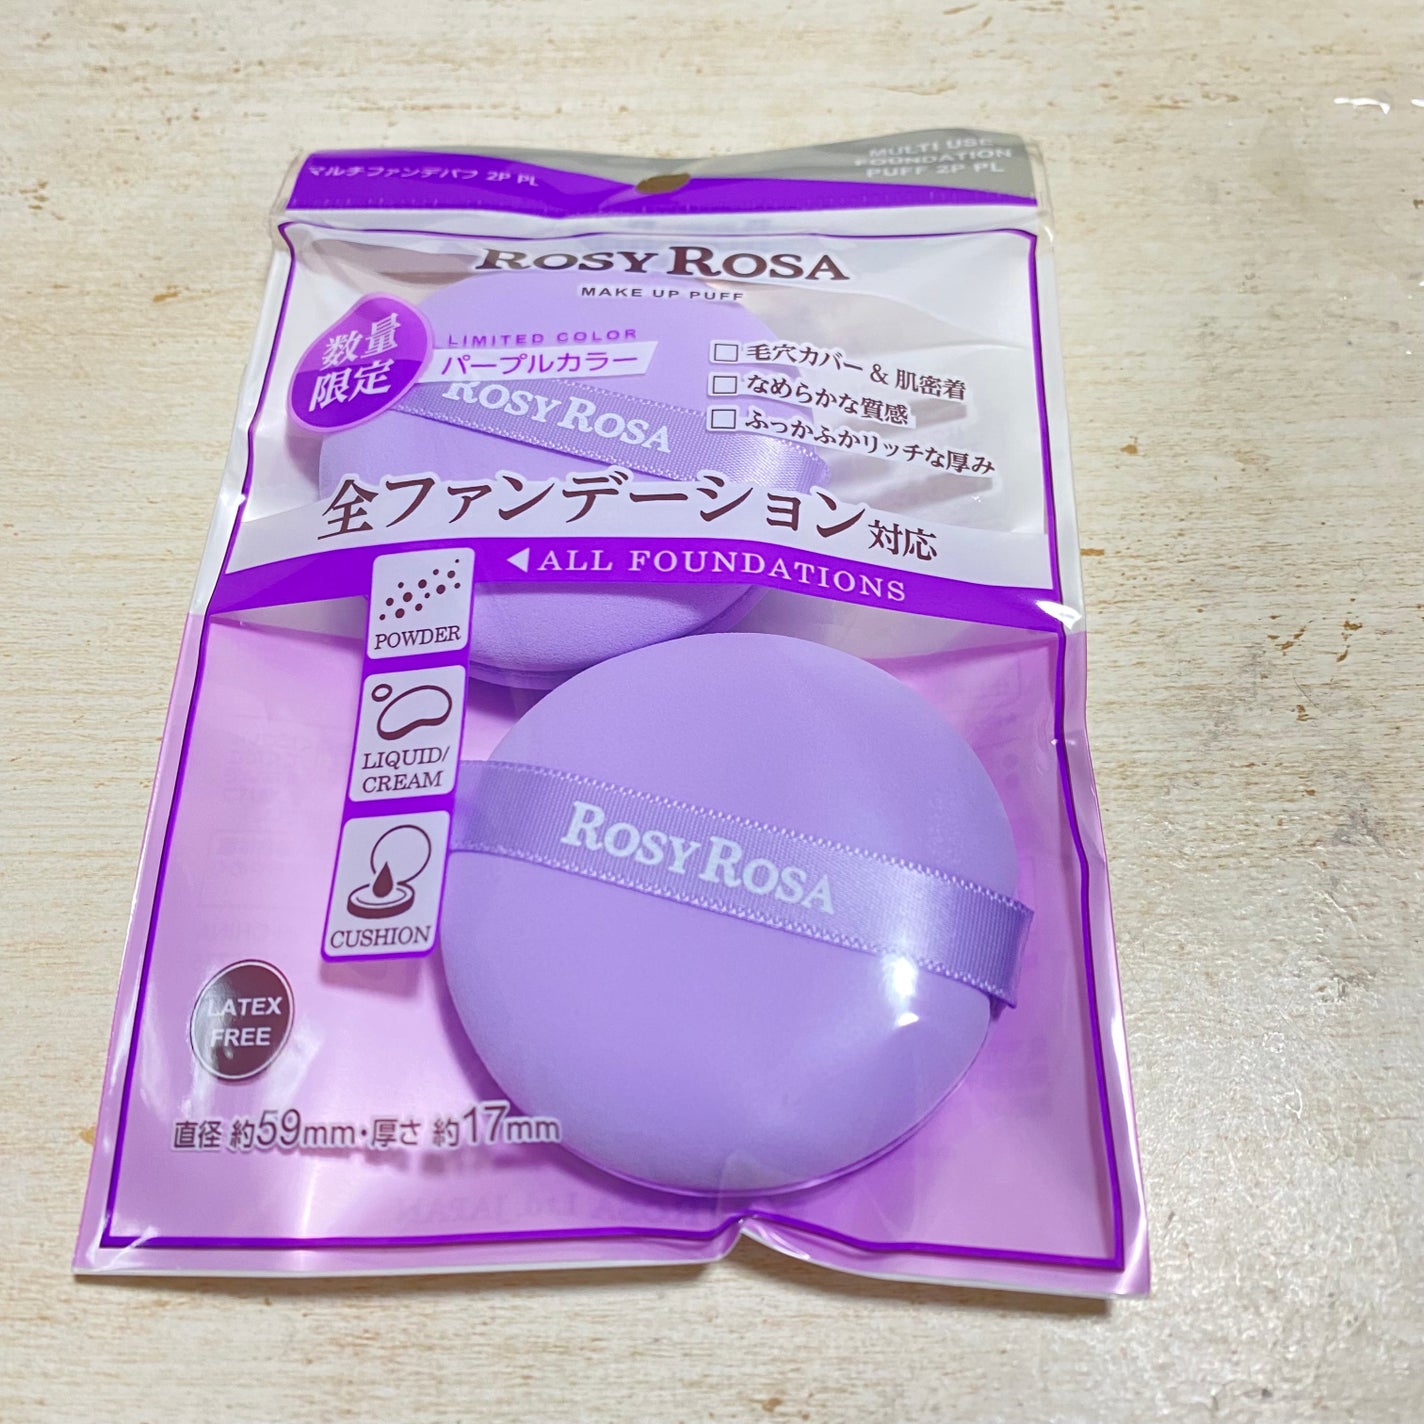 マルチファンデパフ 2P PL
MULTI USE
FOUNDATION
PUFF 2P PL
ROSY ROSA
MAKE UP PUFF
数量
限定
LIMITED COLOR
パープルカラー
□ 毛穴カバー & 肌密着
□ なめらかな質感
□ ふっかふかリッチな厚み
ROSY ROSA
全ファンデーション対応
◀ALL FOUNDATIONS
POWDER
LIQUID/
CREAM
CUSHION
ROSY ROSA
LATEX
FREE
直径 約59mm・厚さ 約17mm